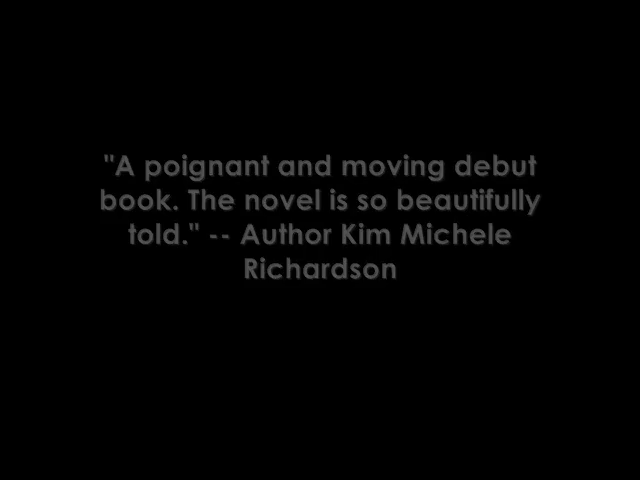 "A poignant and moving debut
book. The novel is so beautifully
told." -- Author Kim Michele
Richardson